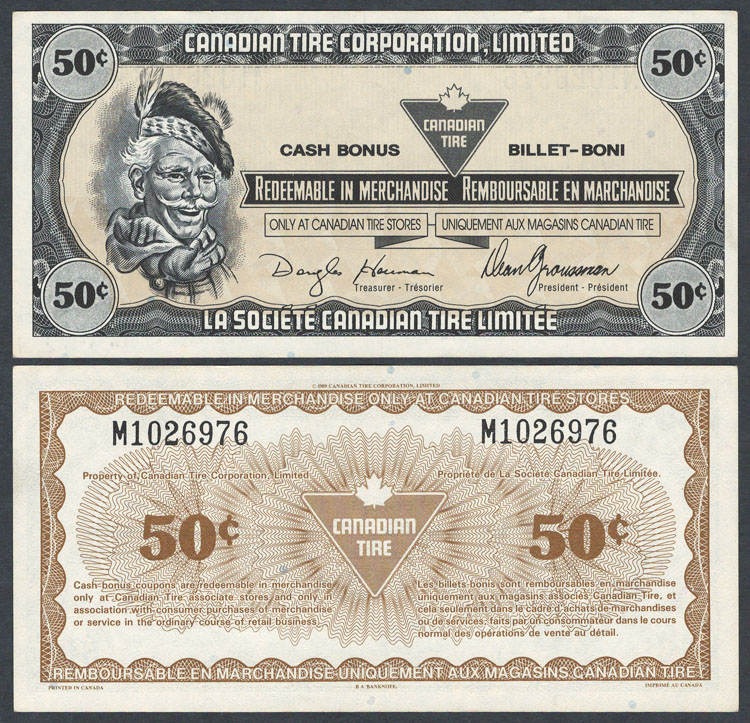 50¢ CANADIAN TIRE CORPORATION, LIMITED 50¢
CANADIAN
TIRE
CASH BONUS BILLET-BONI
REDEEMABLE IN MERCHANDISE REMBOURSABLE EN MARCHANDISE
ONLY AT CANADIAN TIRE STORES UNIQUEMENT AUX MAGASINS CANADIAN TIRE
Douglas Dean Groussman
Treasurer - Trésorier President - Président
50¢ LA SOCIÉTÉ CANADIAN TIRE LIMITÉE 50¢
© 1989 CANADIAN TIRE CORPORATION, LIMITED
REDEEMABLE IN MERCHANDISE ONLY AT CANADIAN TIRE STORES
M1026976 M1026976
Property of Canadian Tire Corporation, Limited. Propriété de La Société Canadian Tire Limitée.
50¢ CANADIAN TIRE 50¢
Cash bonus coupons are redeemable in merchandise
only at Canadian Tire associate stores and only in
association with consumer purchases of merchandise
or service in the ordinary course of retail business.
Les billets-bonis sont remboursables en marchandise
uniquement aux magasins associés Canadian Tire, et
cela seulement dans le cadre d'achats de marchandises
ou de services, faits par un consommateur dans le cours
normal des opérations de vente au détail.
REMBOURSABLE EN MARCHANDISE UNIQUEMENT AUX MAGASINS CANADIAN TIRE
PRINTED IN CANADA B A BANKNOTE IMPRIMÉ AU CANADA